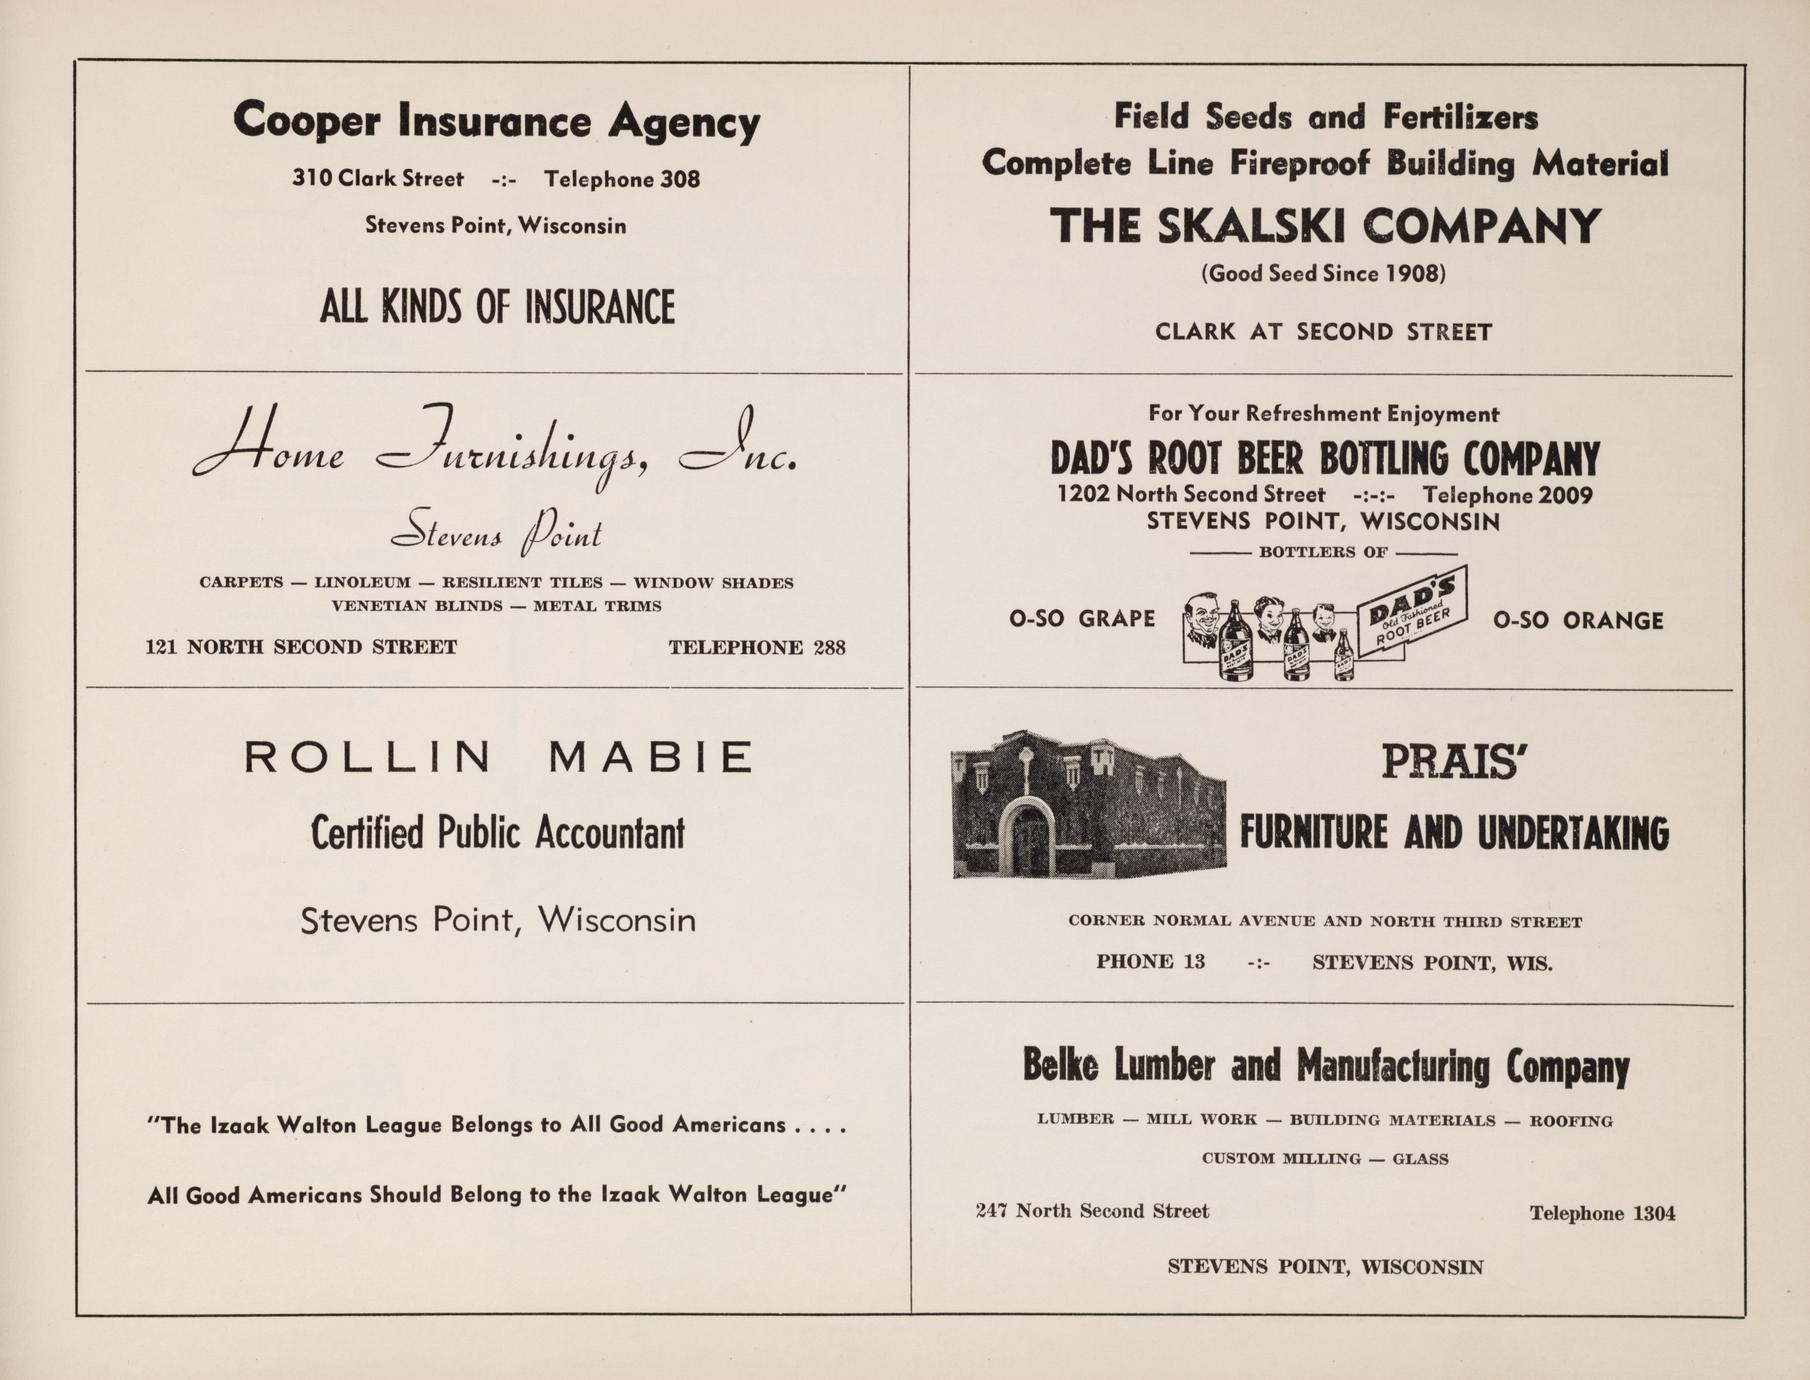 Cooper Insurance Agency
310 Clark Street -:- Telephone 308
Stevens Point, Wisconsin
ALL KINDS OF INSURANCE
Home Furnishings, Inc.
Stevens Point
CARPETS — LINOLEUM — RESILIENT TILES — WINDOW SHADES
VENETIAN BLINDS — METAL TRIMS
121 NORTH SECOND STREET TELEPHONE 288
ROLLIN MABIE
Certified Public Accountant
Stevens Point, Wisconsin
"The Izaak Walton League Belongs to All Good Americans . . . .
All Good Americans Should Belong to the Izaak Walton League"
Field Seeds and Fertilizers
Complete Line Fireproof Building Material
THE SKALSKI COMPANY
(Good Seed Since 1908)
CLARK AT SECOND STREET
For Your Refreshment Enjoyment
DAD'S ROOT BEER BOTTLING COMPANY
1202 North Second Street -:-:- Telephone 2009
STEVENS POINT, WISCONSIN
BOTTLERS OF
O-SO GRAPE
DAD'S
DAD'S
DAD'S
DAD'S
Old Fashioned
ROOT BEER
O-SO ORANGE
PRAIS'
FURNITURE AND UNDERTAKING
CORNER NORMAL AVENUE AND NORTH THIRD STREET
PHONE 13 -:- STEVENS POINT, WIS.
Belke Lumber and Manufacturing Company
LUMBER — MILL WORK — BUILDING MATERIALS — ROOFING
CUSTOM MILLING — GLASS
247 North Second Street Telephone 1304
STEVENS POINT, WISCONSIN